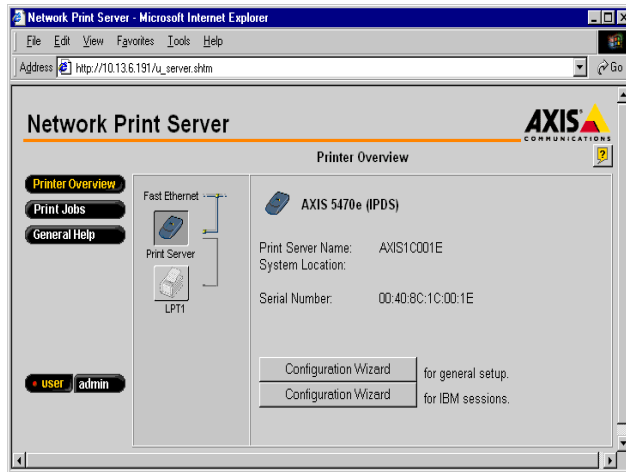 Network Print Server - Microsoft Internet Explorer
File Edit View Favorites Tools Help
Address http://10.13.6.191/u_server.shtm Go
Network Print Server
AXIS
COMMUNICATIONS
Printer Overview
?
Printer Overview
Print Jobs
General Help
Fast Ethernet
Print Server
LPT1
AXIS 5470e (IPDS)
Print Server Name: AXIS1C001E
System Location:
Serial Number: 00:40:8C:1C:00:1E
Configuration Wizard for general setup.
Configuration Wizard for IBM sessions.
user admin